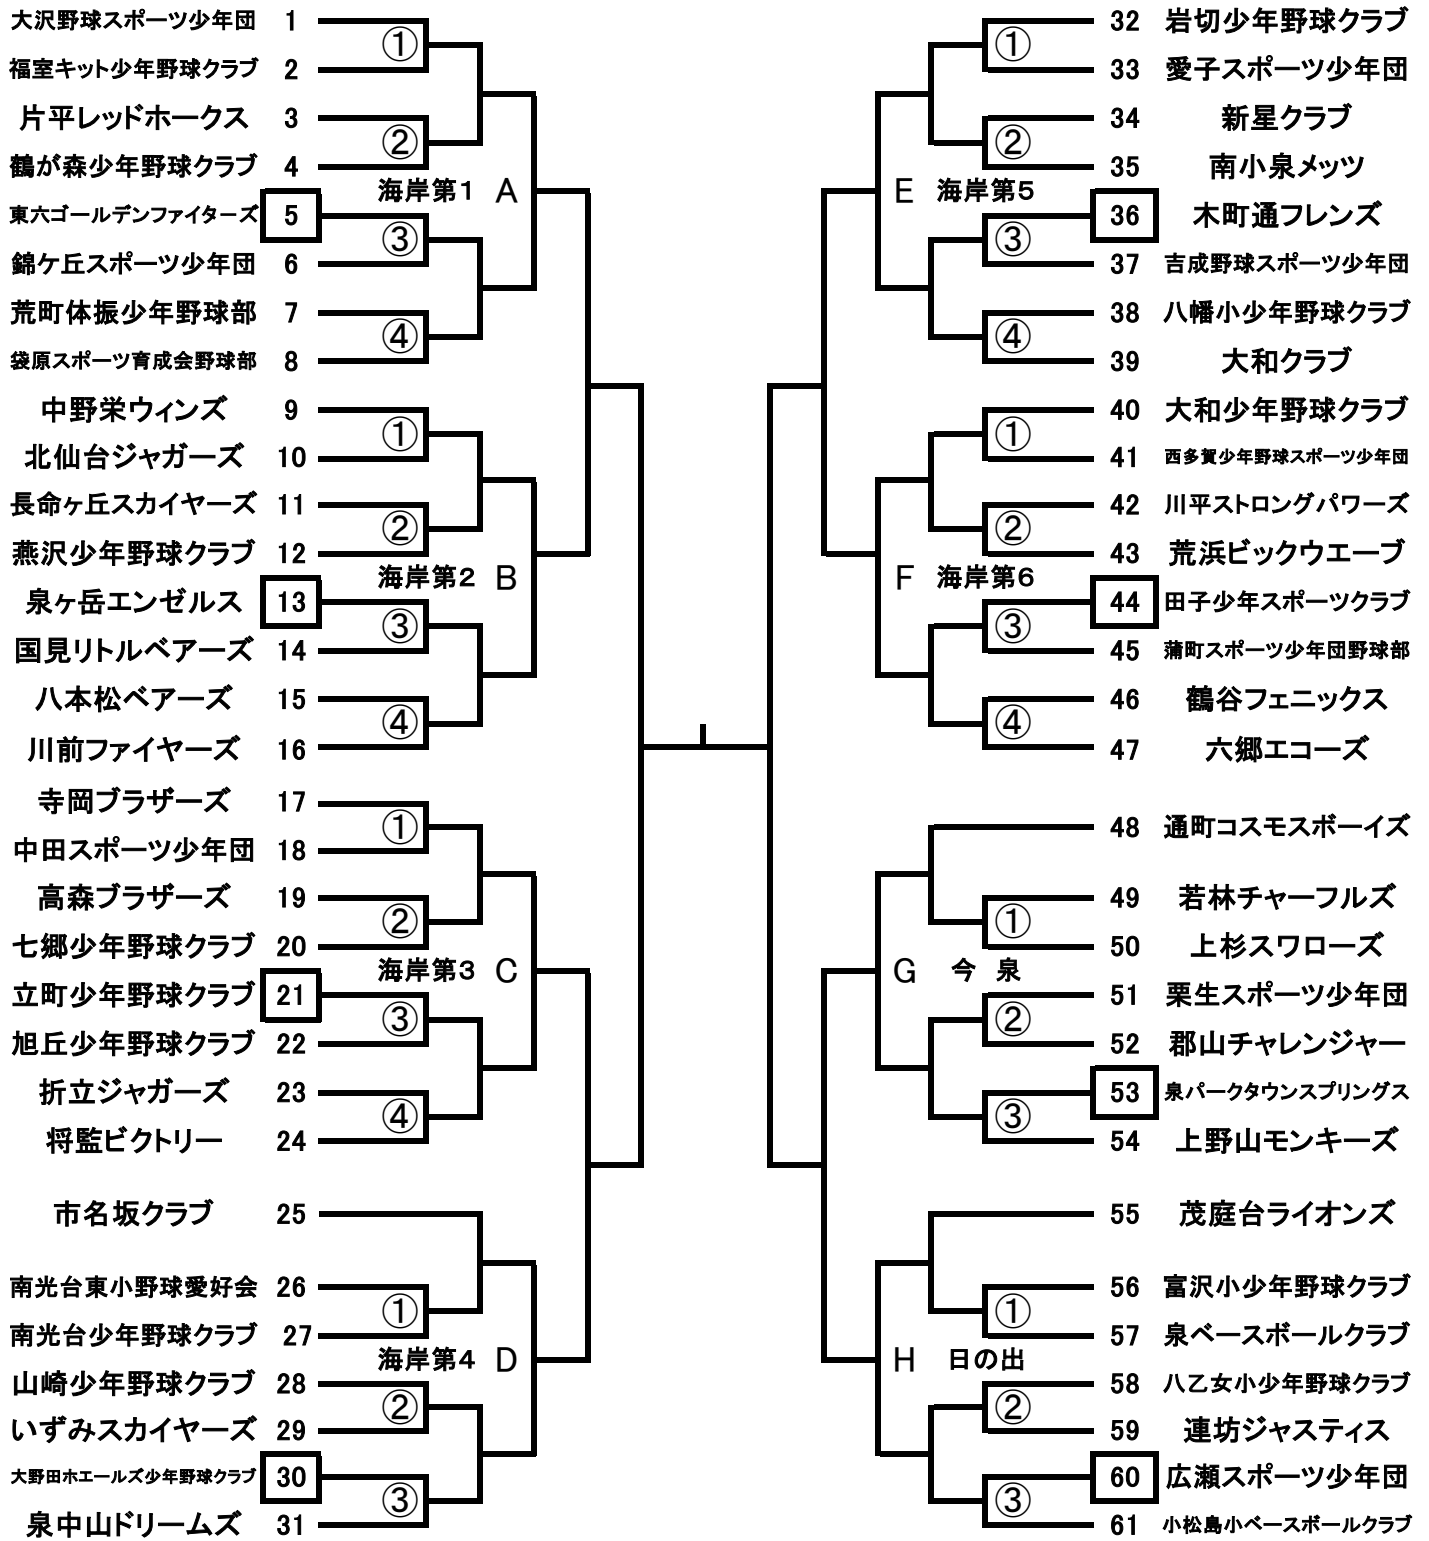 大沢野球スポーツ少年団 1
①
福室キット少年野球クラブ 2
片平レッドホークス 3
②
鶴が森少年野球クラブ 4
海岸第1 A
東六ゴールデンファイターズ 5
③
錦ケ丘スポーツ少年団 6
荒町体振少年野球部 7
④
袋原スポーツ育成会野球部 8
中野栄ウィンズ 9
①
北仙台ジャガーズ 10
長命ヶ丘スカイヤーズ 11
②
燕沢少年野球クラブ 12
海岸第2 B
泉ヶ岳エンゼルス 13
③
国見リトルベアーズ 14
八本松ベアーズ 15
④
川前ファイヤーズ 16
寺岡ブラザーズ 17
①
中田スポーツ少年団 18
高森ブラザーズ 19
②
七郷少年野球クラブ 20
海岸第3 C
立町少年野球クラブ 21
③
旭丘少年野球クラブ 22
折立ジャガーズ 23
④
将監ビクトリー 24
市名坂クラブ 25
南光台東小野球愛好会 26
①
南光台少年野球クラブ 27
海岸第4 D
山崎少年野球クラブ 28
②
いずみスカイヤーズ 29
大野田ホエールズ少年野球クラブ 30
③
泉中山ドリームズ 31
32 岩切少年野球クラブ
①
33 愛子スポーツ少年団
34 新星クラブ
②
35 南小泉メッツ
E 海岸第5
36 木町通フレンズ
③
37 吉成野球スポーツ少年団
38 八幡小少年野球クラブ
④
39 大和クラブ
40 大和少年野球クラブ
①
41 西多賀少年野球スポーツ少年団
42 川平ストロングパワーズ
②
43 荒浜ビックウエーブ
F 海岸第6
44 田子少年スポーツクラブ
③
45 蒲町スポーツ少年団野球部
46 鶴谷フェニックス
④
47 六郷エコーズ
48 通町コスモスボーイズ
49 若林チャーフルズ
①
50 上杉スワローズ
G 今 泉
51 栗生スポーツ少年団
②
52 郡山チャレンジャー
53 泉パークタウンスプリングス
③
54 上野山モンキーズ
55 茂庭台ライオンズ
56 富沢小少年野球クラブ
①
57 泉ベースボールクラブ
H 日の出
58 八乙女小少年野球クラブ
②
59 連坊ジャスティス
60 広瀬スポーツ少年団
③
61 小松島小ベースボールクラブ